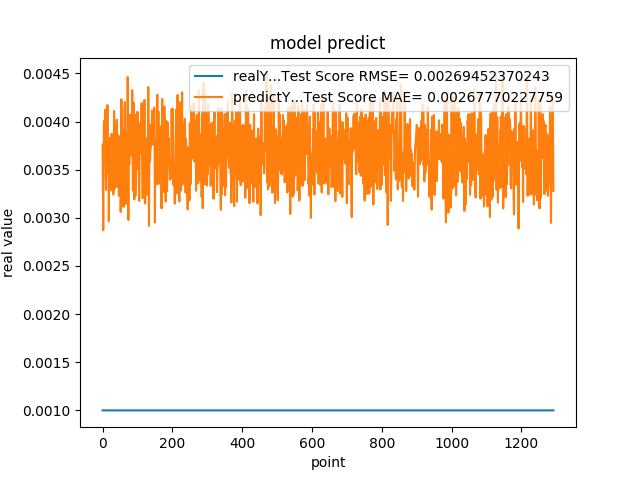 model predict
realY...Test Score RMSE= 0.00269452370243
predictY...Test Score MAE= 0.00267770227759
real value
0.0045
0.0040
0.0035
0.0030
0.0025
0.0020
0.0015
0.0010
0 200 400 600 800 1000 1200
point